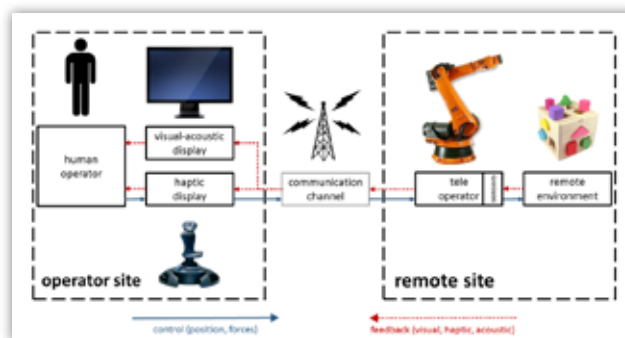 visual-acoustic
display
human
operator
haptic
display
communication
channel
tele
operator
sensors
remote
environment
operator site
remote site
control (position, forces)
feedback (visual, haptic, acoustic)